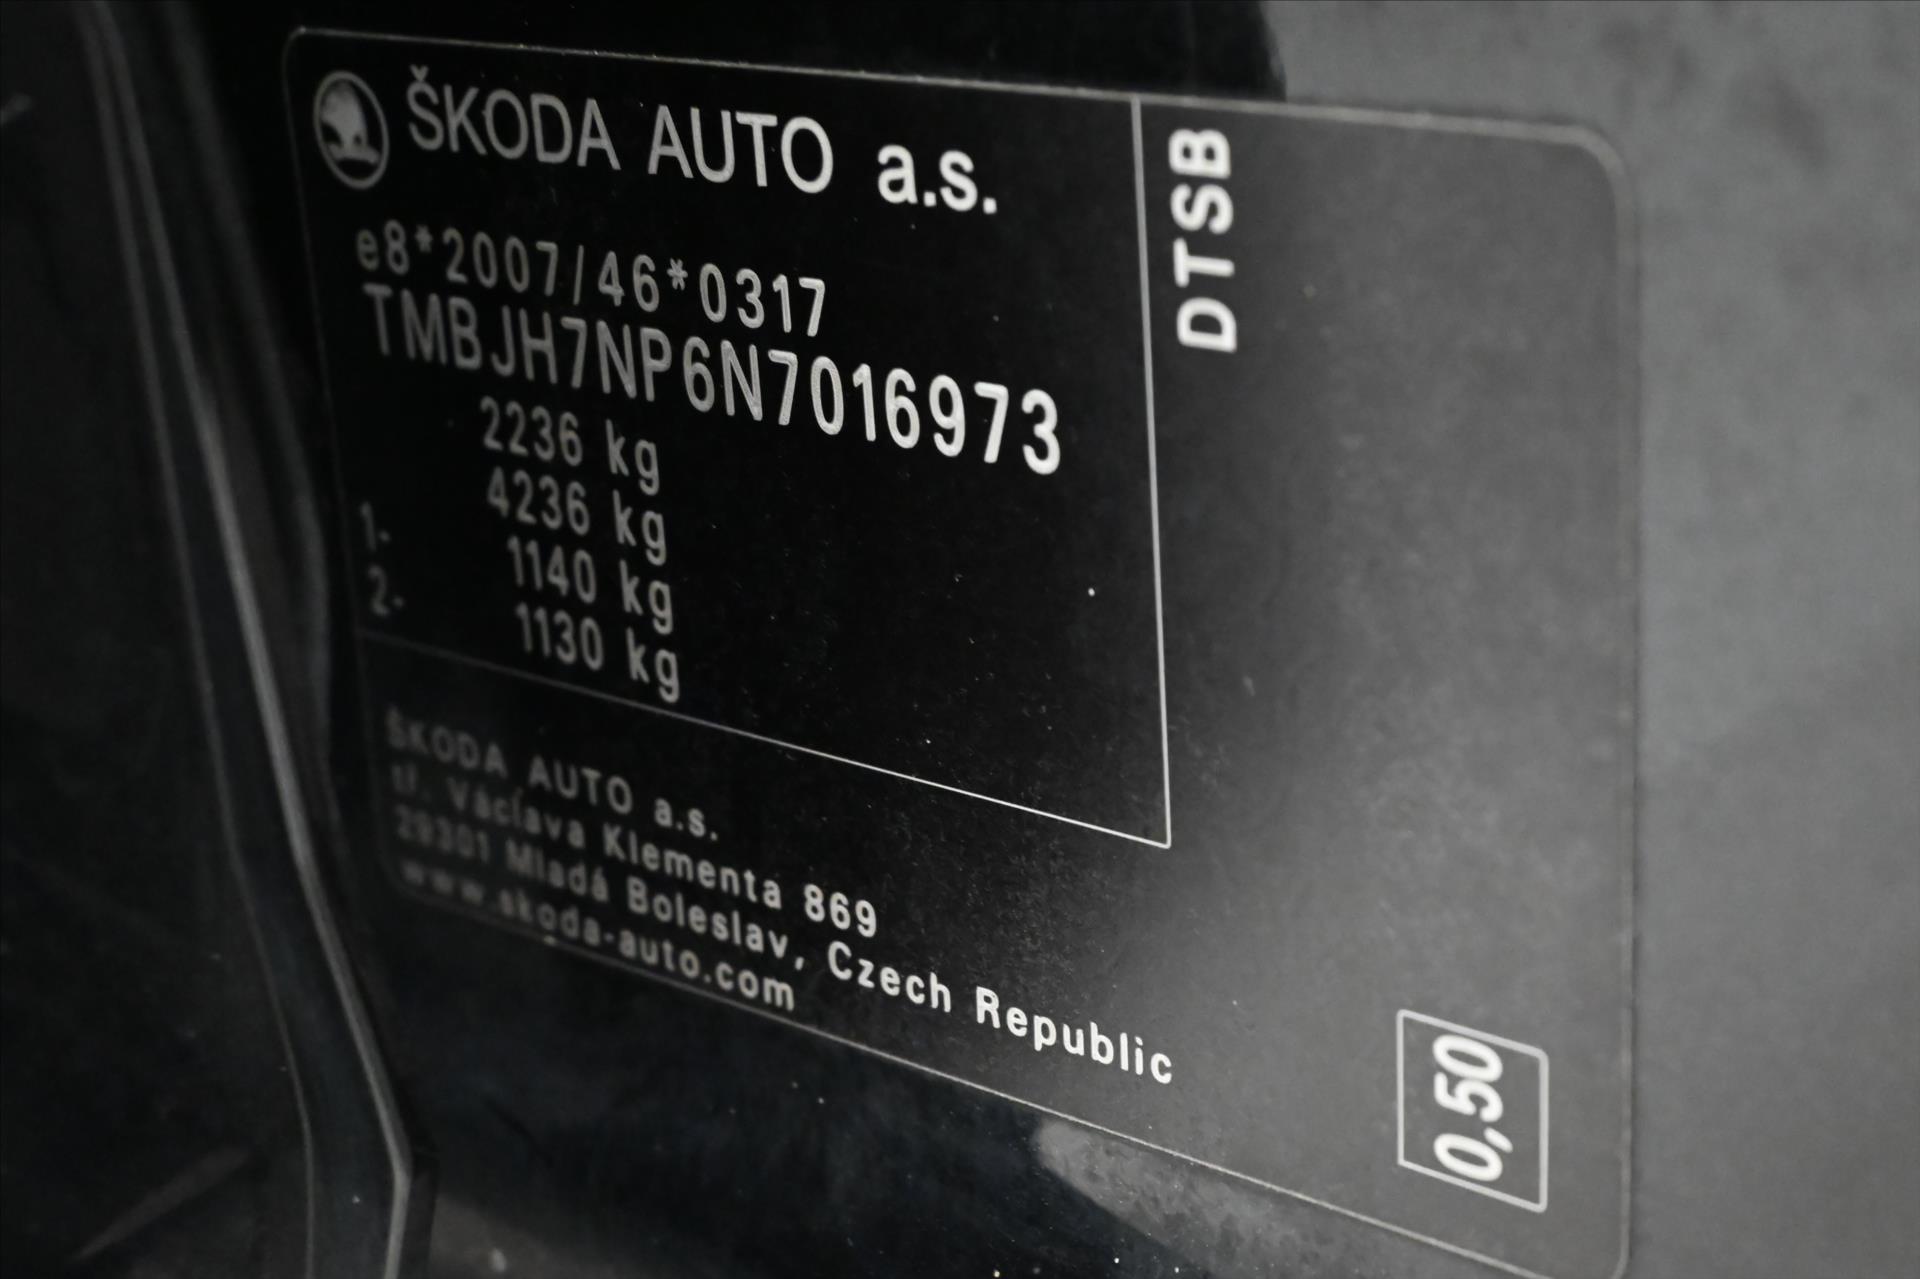 ŠKODA AUTO a.s.
e8*2007/46*0317
TMBJH7NP6N7016973
2236 kg
4236 kg
1- 1140 kg
2- 1130 kg
DTSB
ŠKODA AUTO a.s.
tř. Václava Klementa 869
29301 Mladá Boleslav, Czech Republic
www.skoda-auto.com
0,50